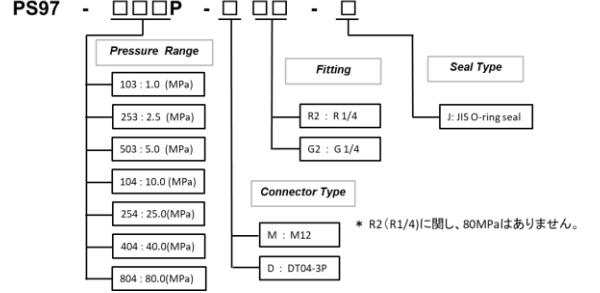 PS97 - □□□P - □ □□ - □
Pressure Range
103 : 1.0 (MPa)
253 : 2.5 (MPa)
503 : 5.0 (MPa)
104 : 10.0 (MPa)
254 : 25.0(MPa)
404 : 40.0(MPa)
804 : 80.0(MPa)
Connector Type
M : M12
D : DT04-3P
Fitting
R2 : R 1/4
G2 : G 1/4
Seal Type
J: JIS O-ring seal
* R2(R1/4)に関し、80MPaはありません。